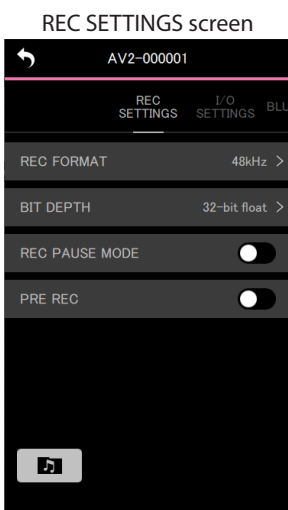 REC SETTINGS screen
AV2-000001
REC SETTINGS
I/O SETTINGS
BLU
REC FORMAT 48kHz >
BIT DEPTH 32-bit float >
REC PAUSE MODE
PRE REC